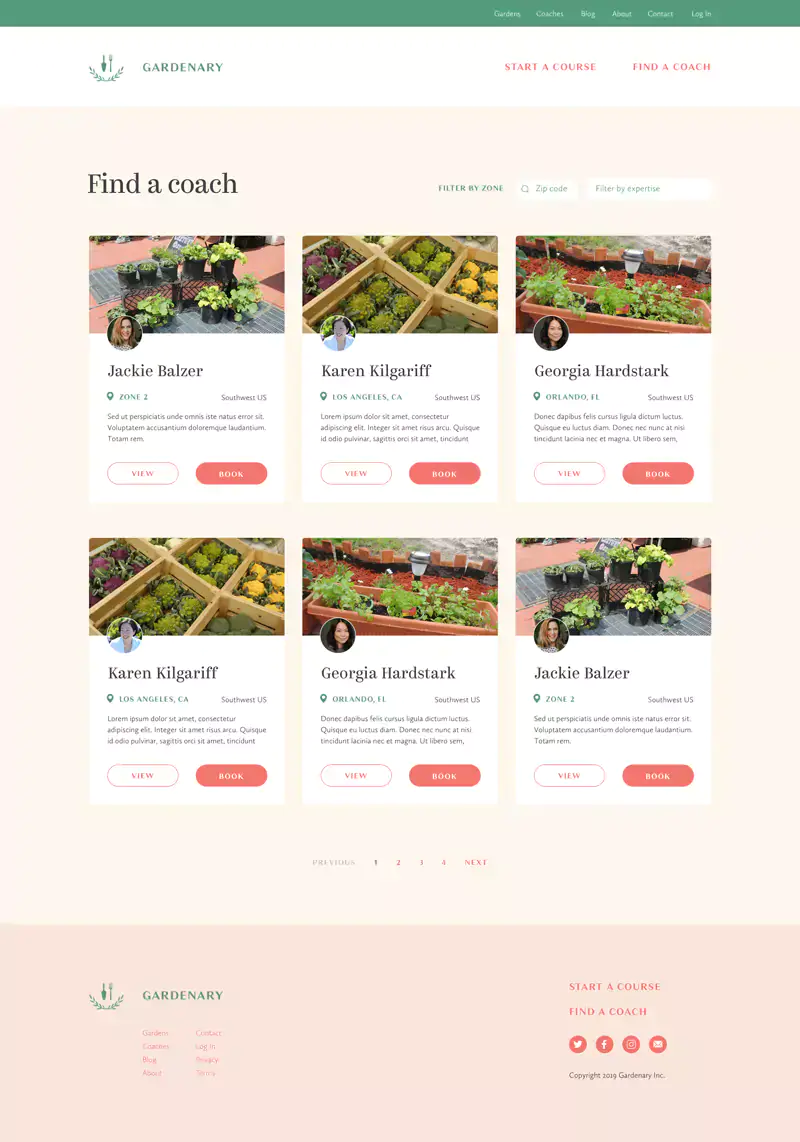 Gardens Coaches Blog About Contact Log In
GARDENARY START A COURSE FIND A COACH
Find a coach FILTER BY ZONE Zip code Filter by expertise
Jackie Balzer
ZONE 2 Southwest US
Sed ut perspiciatis unde omnis iste natus error sit.
Voluptatem accusantium doloremque laudantium.
Totam rem.
VIEW BOOK
Karen Kilgariff
LOS ANGELES, CA Southwest US
Lorem ipsum dolor sit amet, consectetur
adipiscing elit. Integer sit amet risus arcu. Quisque
id odio pulvinar, sagittis orci sit amet, tincidunt
VIEW BOOK
Georgia Hardstark
ORLANDO, FL Southwest US
Donec dapibus felis cursus ligula dictum luctus.
Quisque eu luctus diam. Donec nec nunc at nisi
tincidunt lacinia nec et magna. Ut libero sem,
VIEW BOOK
Karen Kilgariff
LOS ANGELES, CA Southwest US
Lorem ipsum dolor sit amet, consectetur
adipiscing elit. Integer sit amet risus arcu. Quisque
id odio pulvinar, sagittis orci sit amet, tincidunt
VIEW BOOK
Georgia Hardstark
ORLANDO, FL Southwest US
Donec dapibus felis cursus ligula dictum luctus.
Quisque eu luctus diam. Donec nec nunc at nisi
tincidunt lacinia nec et magna. Ut libero sem,
VIEW BOOK
Jackie Balzer
ZONE 2 Southwest US
Sed ut perspiciatis unde omnis iste natus error sit.
Voluptatem accusantium doloremque laudantium.
Totam rem.
VIEW BOOK
PREVIOUS 1 2 3 4 NEXT
GARDENARY
Gardens Contact
Coaches Log In
Blog Privacy
About Terms
START A COURSE
FIND A COACH
Copyright 2019 Gardenary Inc.